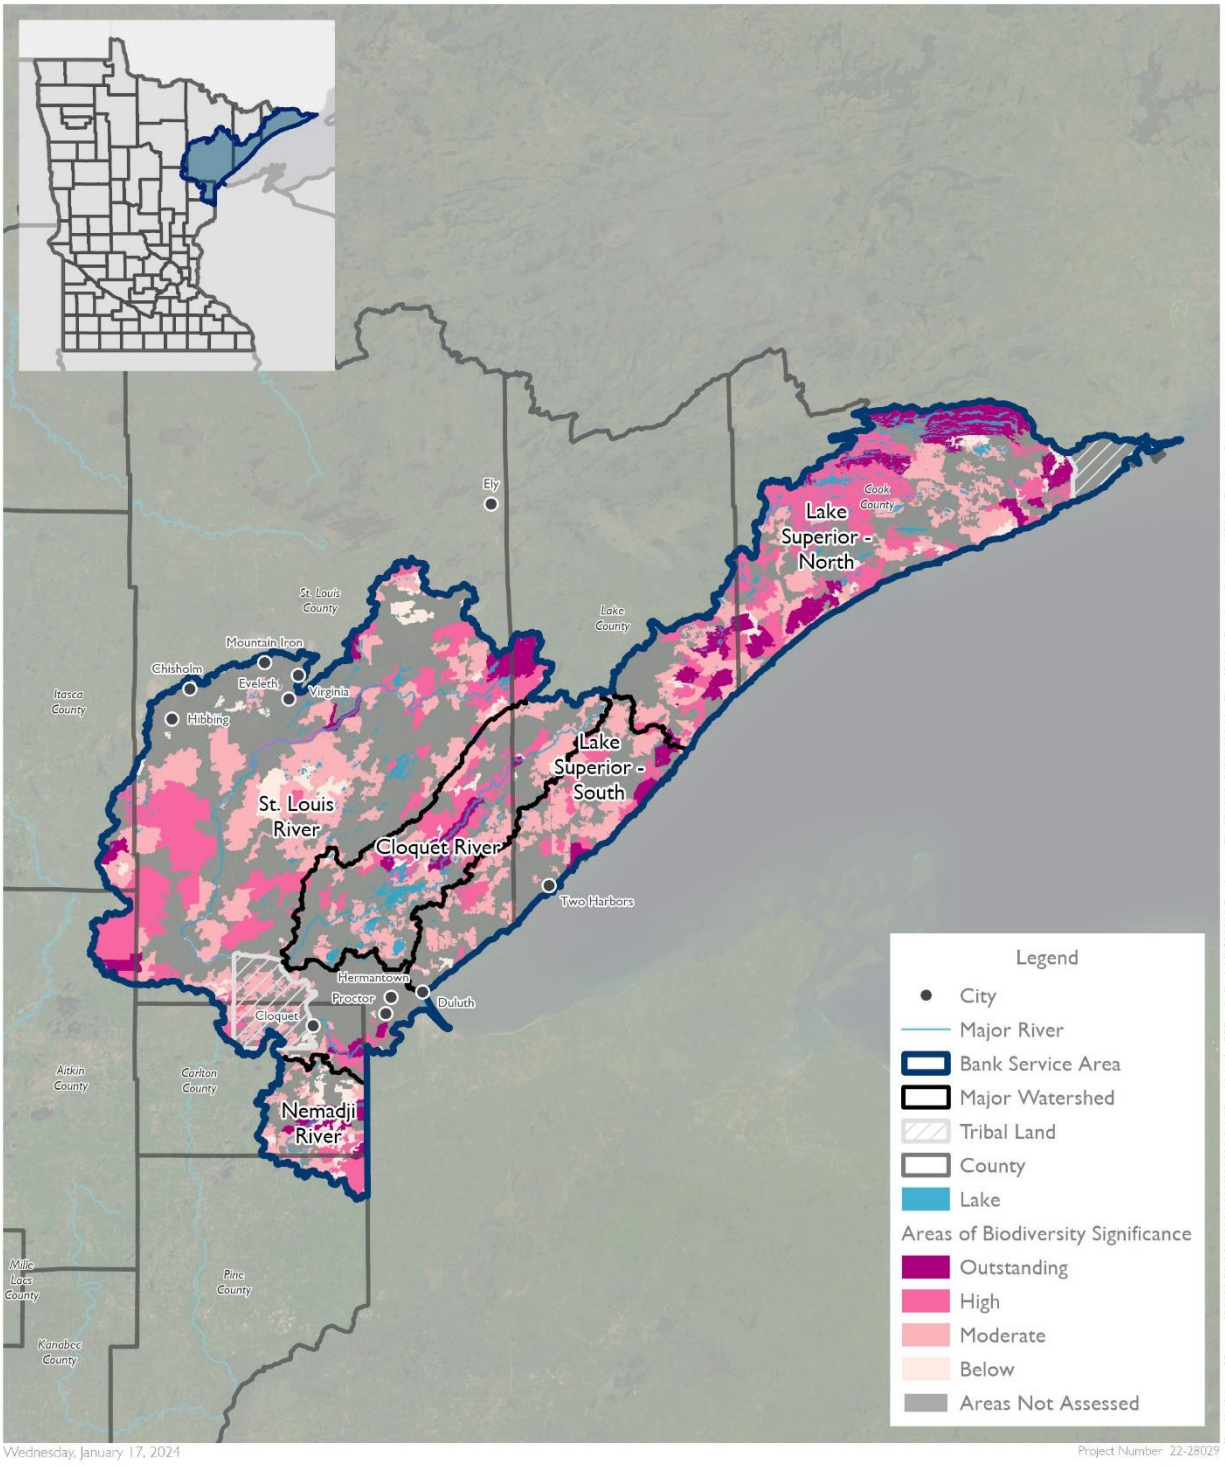 Ely
Cook
County
Lake
Superior -
North
St. Louis
County
Lake
County
Mountain Iron
Chisholm
Eveleth
Virginia
Hibbing
Itasca
County
Lake
Superior -
South
St. Louis
River
Cloquet River
Two Harbors
Hermantown
Proctor
Duluth
Cloquet
Aitkin
County
Carlton
County
Nemadji
River
Mille
Lacs
County
Pine
County
Kanabec
County
Legend
City
Major River
Bank Service Area
Major Watershed
Tribal Land
County
Lake
Areas of Biodiversity Significance
Outstanding
High
Moderate
Below
Areas Not Assessed
Wednesday, January 17, 2024
Project Number 22-28029